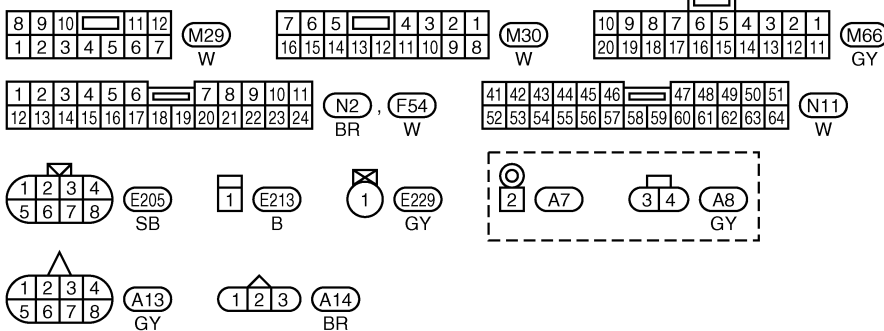 8 9 10 11 12
1 2 3 4 5 6 7
M29
W
7 6 5 4 3 2 1
16 15 14 13 12 11 10 9 8
M30
W
10 9 8 7 6 5 4 3 2 1
20 19 18 17 16 15 14 13 12 11
M66
GY
1 2 3 4 5 6 7 8 9 10 11
12 13 14 15 16 17 18 19 20 21 22 23 24
N2 , F54
BR W
41 42 43 44 45 46 47 48 49 50 51
52 53 54 55 56 57 58 59 60 61 62 63 64
N11
W
1 2 3 4
5 6 7 8
E205
SB
1
E213
B
1
E229
GY
2
A7
3 4
A8
GY
1 2 3 4
5 6 7 8
A13
GY
1 2 3
A14
BR